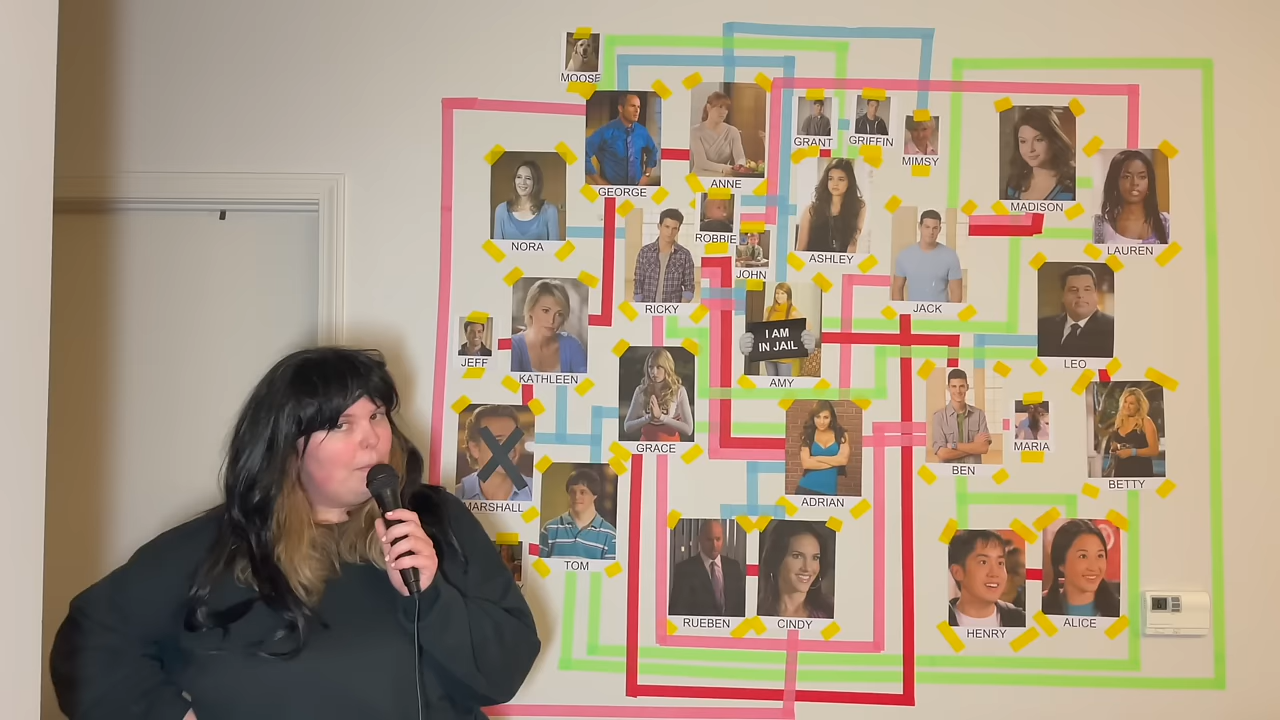 MOOSE
GEORGE
ANNE
GRANT
GRIFFIN
MIMSY
MADISON
LAUREN
NORA
ROBBIE
JOHN
ASHLEY
RICKY
JACK
I AM
IN JAIL
JEFF
KATHLEEN
AMY
LEO
GRACE
MARSHALL
ADRIAN
BEN
MARIA
BETTY
TOM
RUEBEN
CINDY
HENRY
ALICE